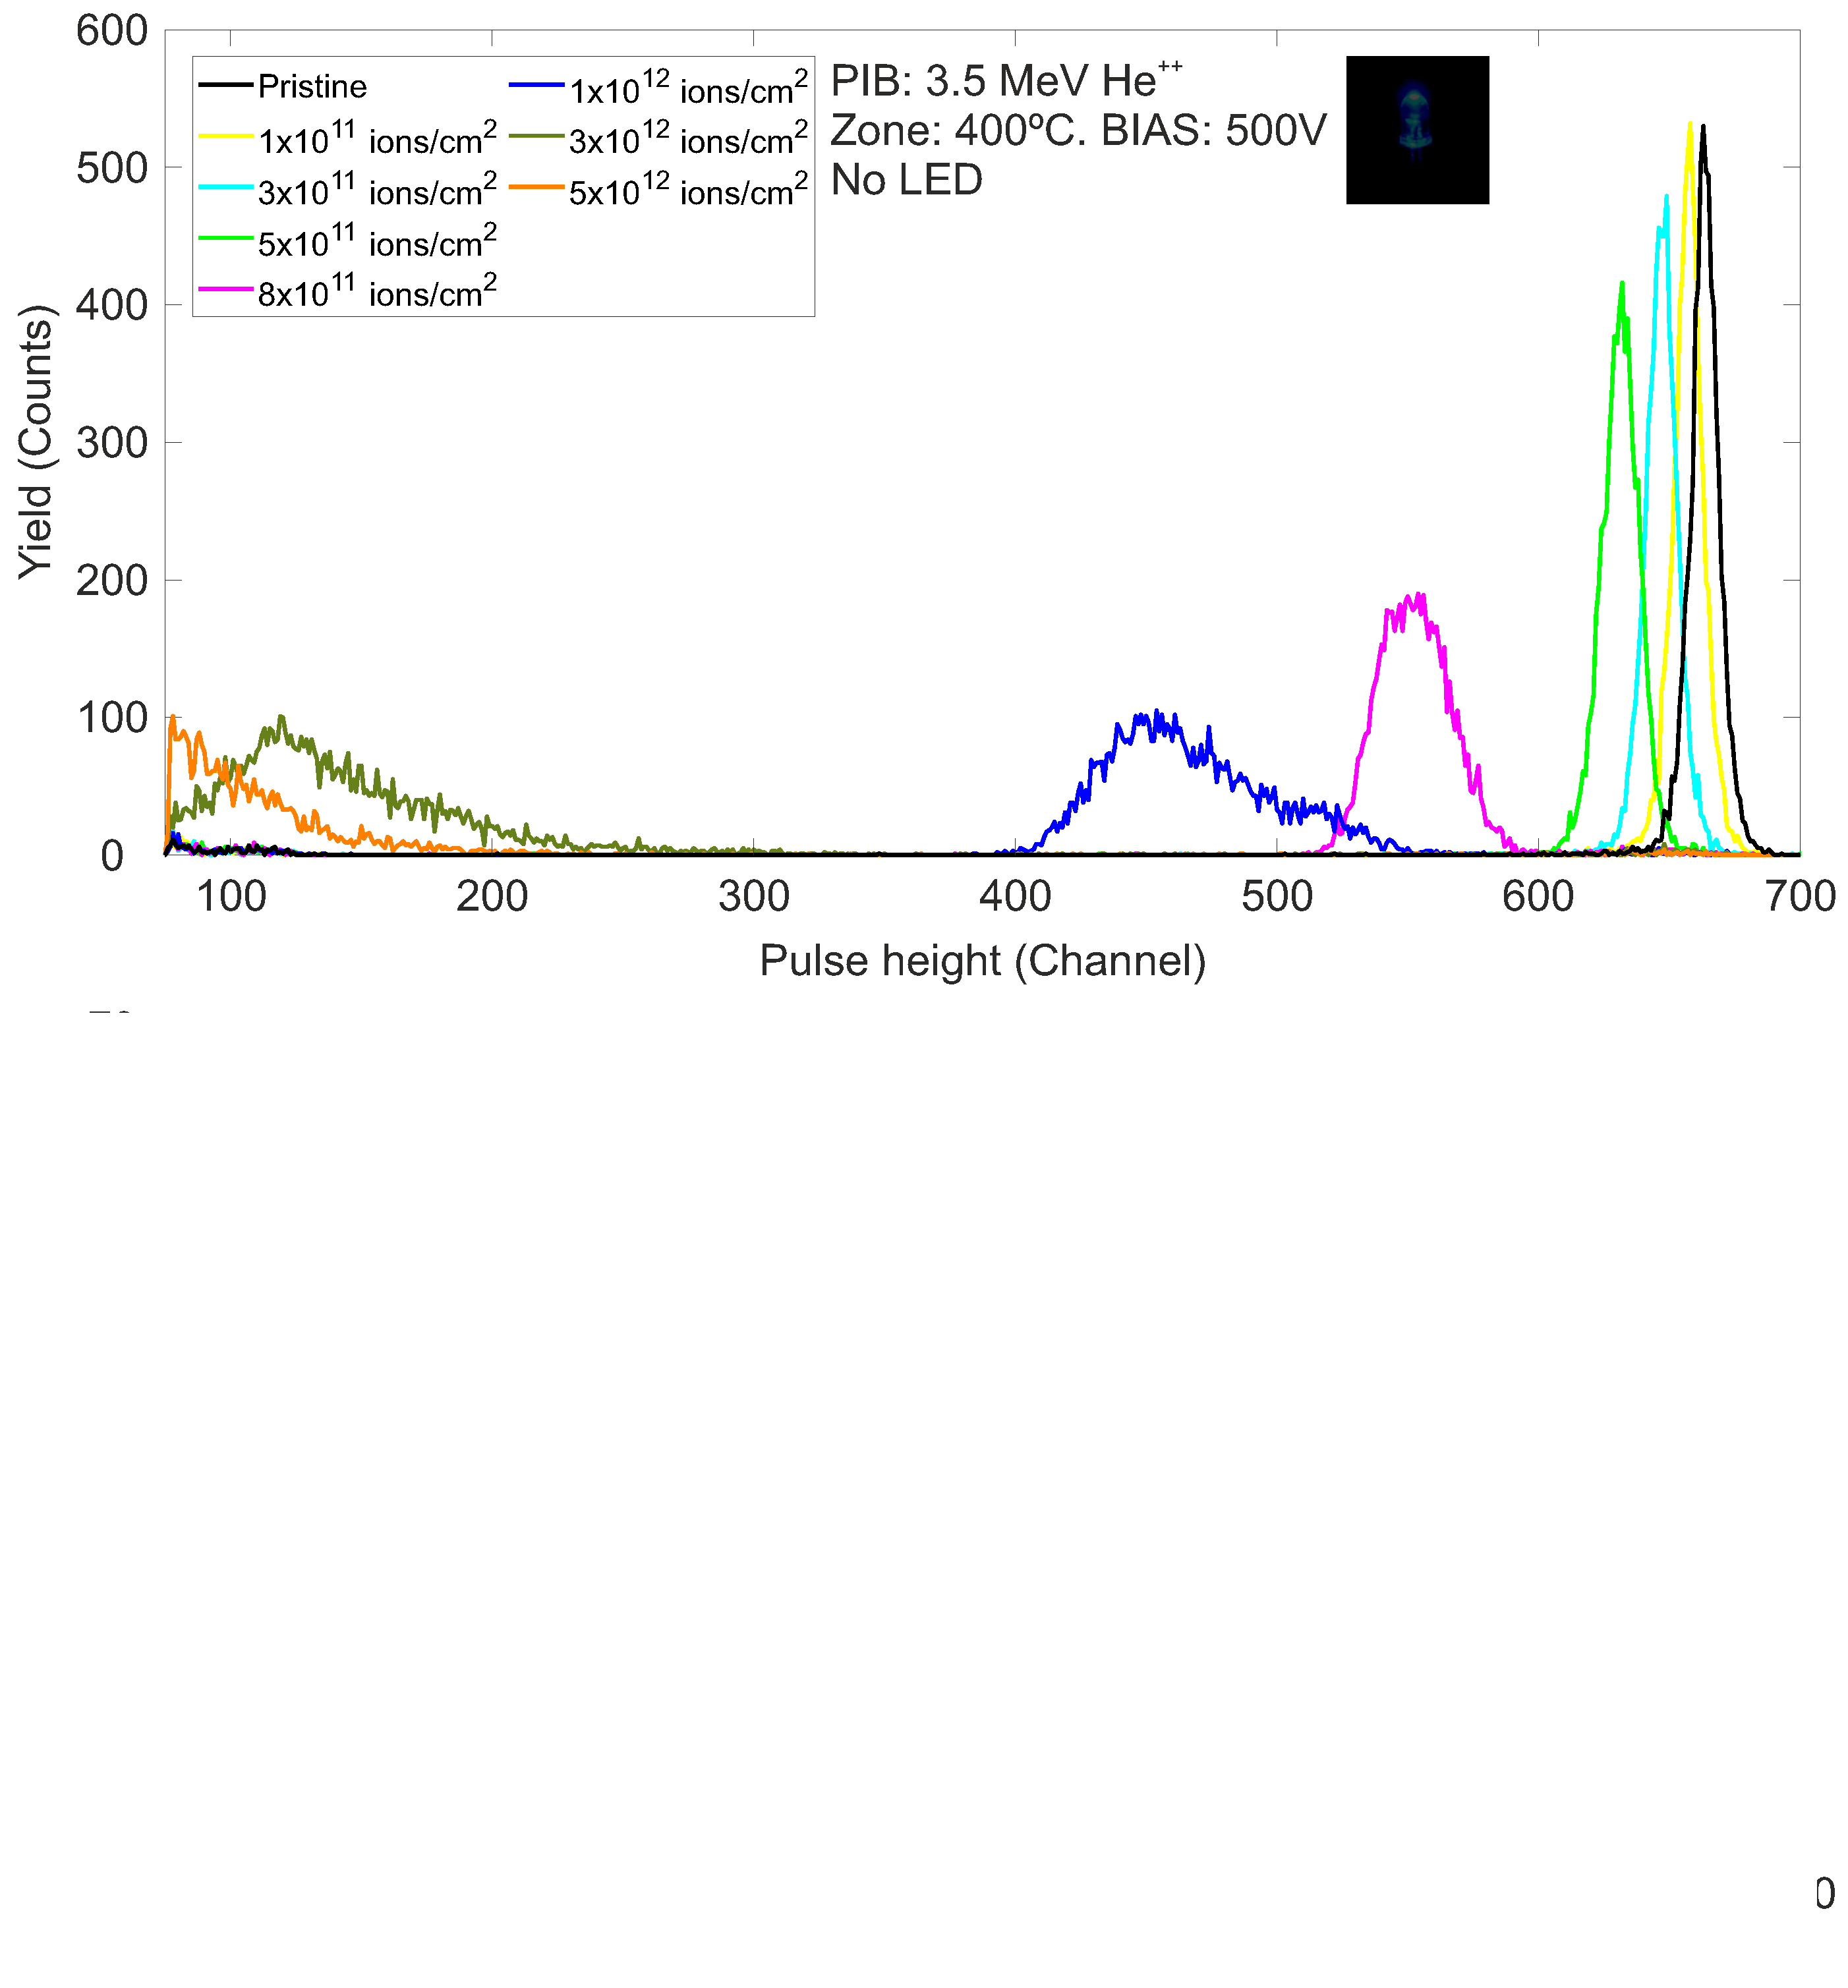 600
500
400
300
200
100
0
Yield (Counts)
Pristine
1x10^11 ions/cm^2
3x10^11 ions/cm^2
5x10^11 ions/cm^2
8x10^11 ions/cm^2
1x10^12 ions/cm^2
3x10^12 ions/cm^2
5x10^12 ions/cm^2
PIB: 3.5 MeV He^++
Zone: 400ºC. BIAS: 500V
No LED
100 200 300 400 500 600 700
Pulse height (Channel)
0